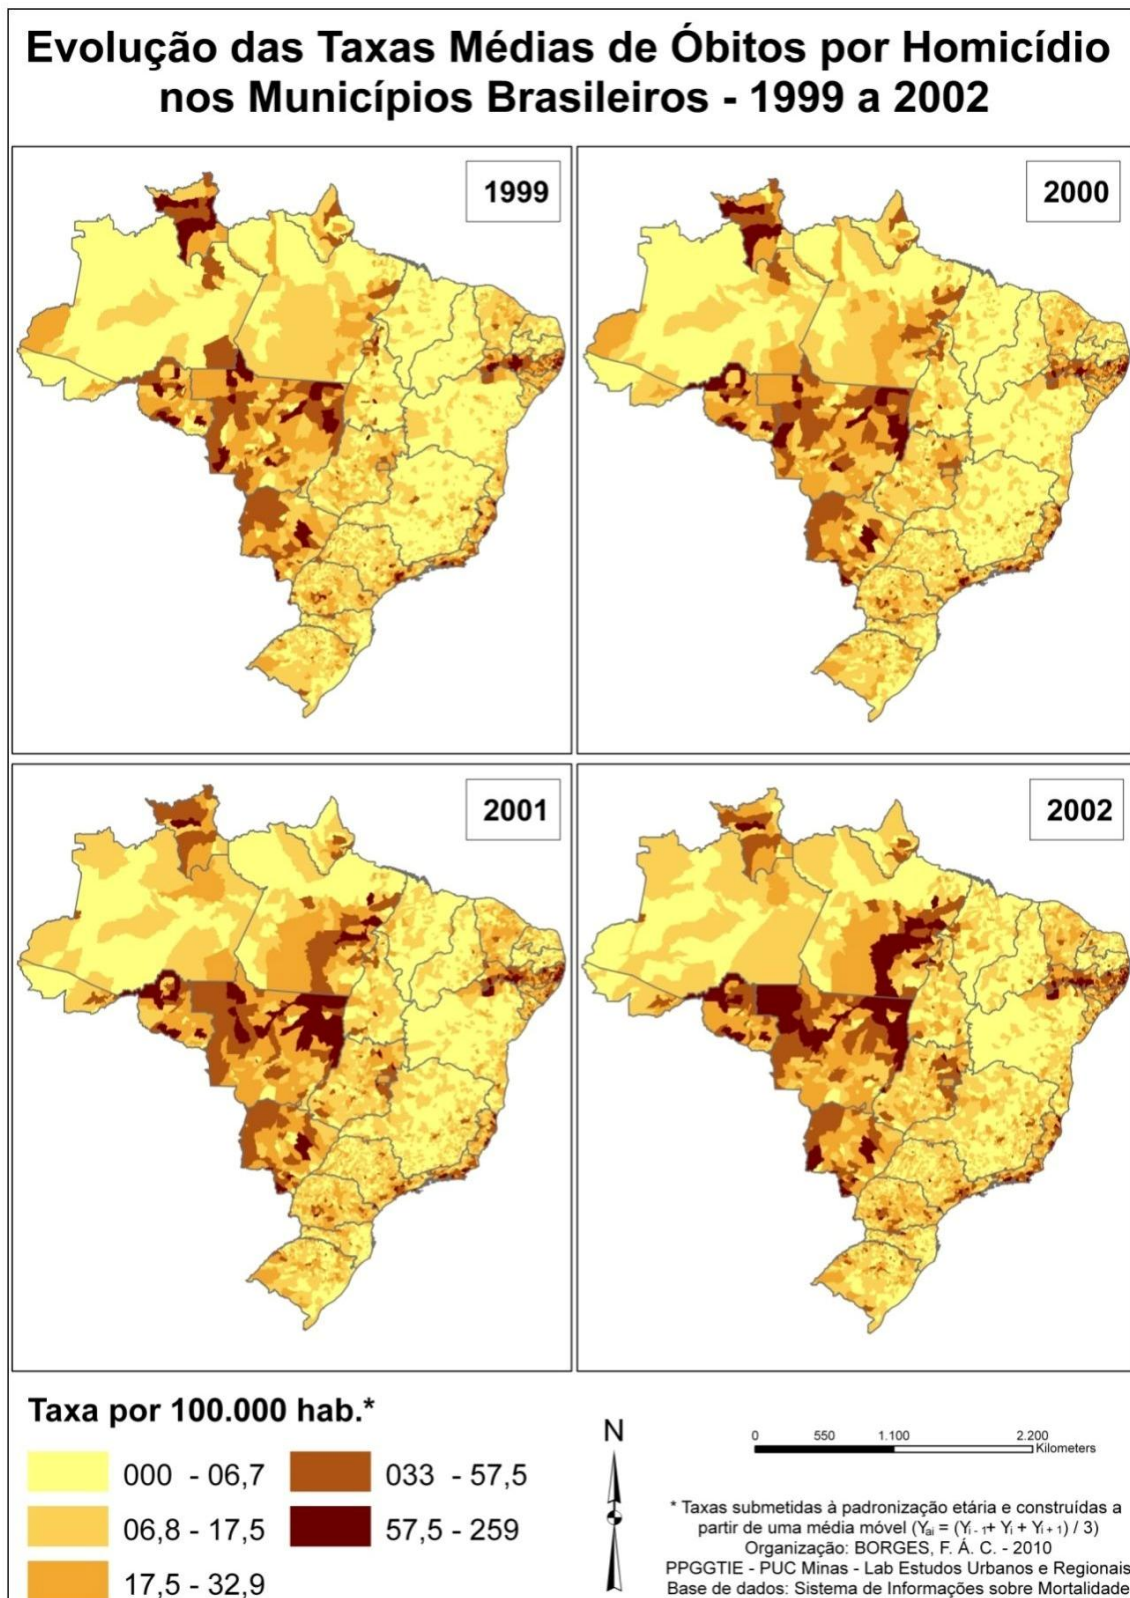 Evolução das Taxas Médias de Óbitos por Homicídio
nos Municípios Brasileiros - 1999 a 2002
1999
2000
2001
2002
Taxa por 100.000 hab.*
000 - 06,7
06,8 - 17,5
17,5 - 32,9
033 - 57,5
57,5 - 259
N
0 550 1.100 2.200
Kilometers
* Taxas submetidas à padronização etária e construídas a
partir de uma média móvel (Yai = (Yi - 1+ Yi + Yi + 1) / 3)
Organização: BORGES, F. Á. C. - 2010
PPGGTIE - PUC Minas - Lab Estudos Urbanos e Regionais
Base de dados: Sistema de Informações sobre Mortalidade